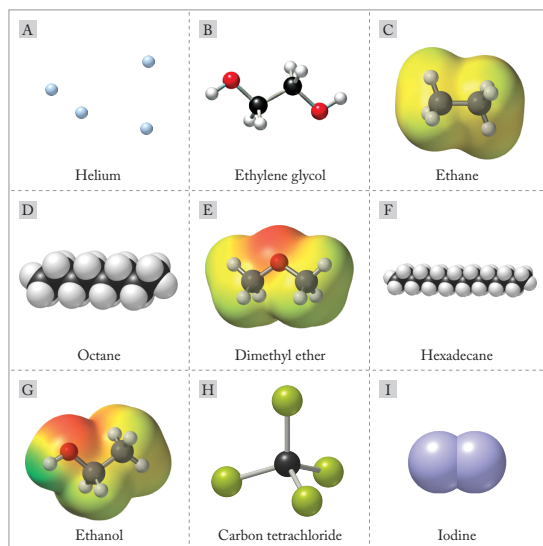 A
B
C
Helium
Ethylene glycol
Ethane
D
E
F
Octane
Dimethyl ether
Hexadecane
G
H
I
Ethanol
Carbon tetrachloride
Iodine